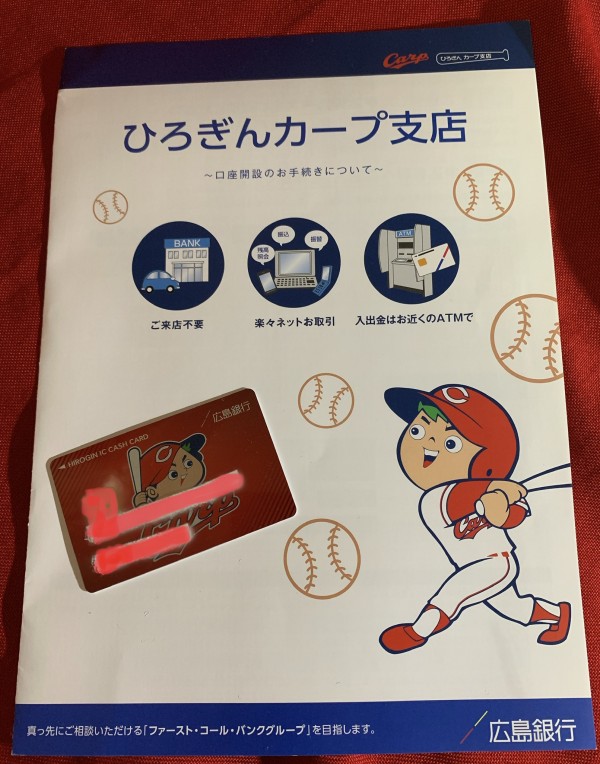 Carp
ひろぎん カープ支店
ひろぎんカープ支店
～口座開設のお手続きについて～
BANK
残高
照会
振込
振替
ATM
ご来店不要
楽々ネットお取引
入出金はお近くのATMで
広島銀行
HIROGIN IC CASH CARD
C
C
Carp
真っ先にご相談いただける「ファースト・コール・バンクグループ」を目指します。
広島銀行